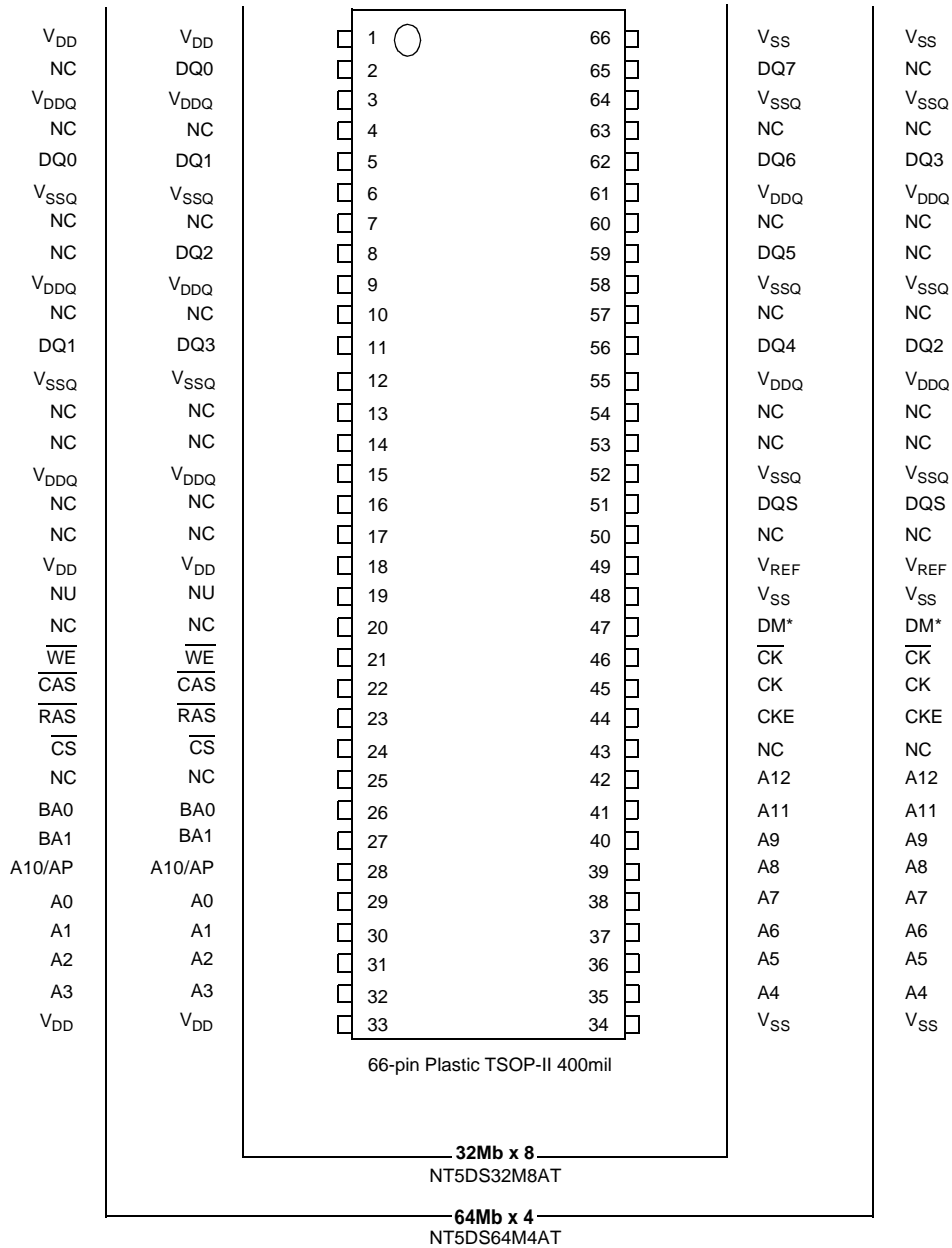 VDD VDD 1 66 VSS VSS
NC DQ0 2 65 DQ7 NC
VDDQ VDDQ 3 64 VSSQ VSSQ
NC NC 4 63 NC NC
DQ0 DQ1 5 62 DQ6 DQ3
VSSQ VSSQ 6 61 VDDQ VDDQ
NC NC 7 60 NC NC
NC DQ2 8 59 DQ5 NC
VDDQ VDDQ 9 58 VSSQ VSSQ
NC NC 10 57 NC NC
DQ1 DQ3 11 56 DQ4 DQ2
VSSQ VSSQ 12 55 VDDQ VDDQ
NC NC 13 54 NC NC
NC NC 14 53 NC NC
VDDQ VDDQ 15 52 VSSQ VSSQ
NC NC 16 51 DQS DQS
NC NC 17 50 NC NC
VDD VDD 18 49 VREF VREF
NU NU 19 48 VSS VSS
NC NC 20 47 DM* DM*
W̅E̅ W̅E̅ 21 46 C̅K̅ C̅K̅
C̅A̅S̅ C̅A̅S̅ 22 45 CK CK
R̅A̅S̅ R̅A̅S̅ 23 44 CKE CKE
C̅S̅ C̅S̅ 24 43 NC NC
NC NC 25 42 A12 A12
BA0 BA0 26 41 A11 A11
BA1 BA1 27 40 A9 A9
A10/AP A10/AP 28 39 A8 A8
A0 A0 29 38 A7 A7
A1 A1 30 37 A6 A6
A2 A2 31 36 A5 A5
A3 A3 32 35 A4 A4
VDD VDD 33 34 VSS VSS
66-pin Plastic TSOP-II 400mil
32Mb x 8
NT5DS32M8AT
64Mb x 4
NT5DS64M4AT